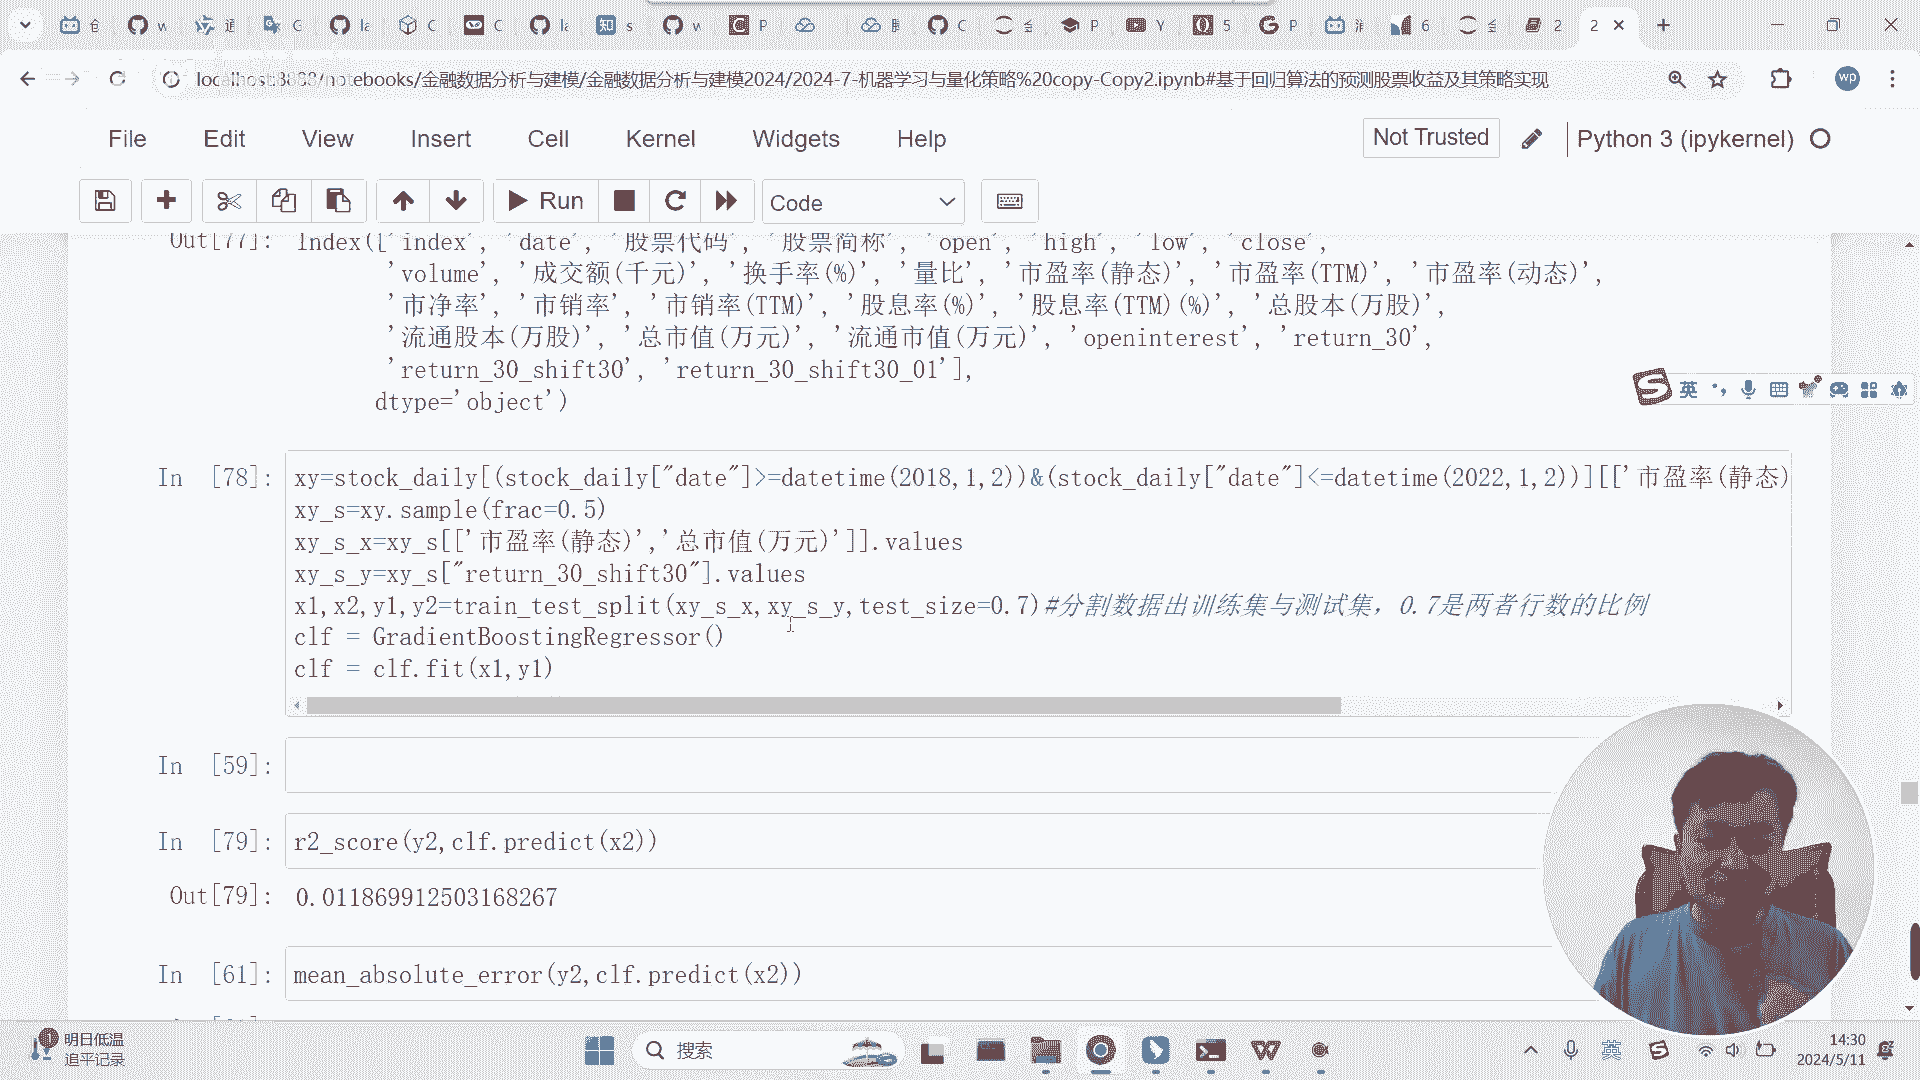 localhost:8888/notebooks/金融数据分析与建模/金融数据分析与建模2024/2024-7-机器学习与量化策略%20copy-Copy2.ipynb#基于回归算法的预测股票收益及其策略实现
wp
File Edit View Insert Cell Kernel Widgets Help
Not Trusted
Python 3 (ipykernel)
Run
Code
Out[77]: Index(['index', 'date', '股票代码', '股票简称', 'open', 'high', 'low', 'close',
'volume', '成交额(千元)', '换手率(%)', '量比', '市盈率(静态)', '市盈率(TTM)', '市盈率(动态)',
'市净率', '市销率', '市销率(TTM)', '股息率(%)', '股息率(TTM)(%)', '总股本(万股)',
'流通股本(万股)', '总市值(万元)', '流通市值(万元)', 'openinterest', 'return_30',
'return_30_shift30', 'return_30_shift30_01'],
dtype='object')
英
In [78]: xy=stock_daily[(stock_daily["date"]>=datetime(2018,1,2))&(stock_daily["date"]<=datetime(2022,1,2))][['市盈率(静态)
xy_s=xy.sample(frac=0.5)
xy_s_x=xy_s[['市盈率(静态)','总市值(万元)']].values
xy_s_y=xy_s["return_30_shift30"].values
x1,x2,y1,y2=train_test_split(xy_s_x,xy_s_y,test_size=0.7)#分割数据出训练集与测试集，0.7是两者行数的比例
clf = GradientBoostingRegressor()
clf = clf.fit(x1,y1)
In [59]:
In [79]: r2_score(y2,clf.predict(x2))
Out[79]: 0.011869912503168267
In [61]: mean_absolute_error(y2,clf.predict(x2))
明日低温
追平记录
搜索
英
14:30
2024/5/11